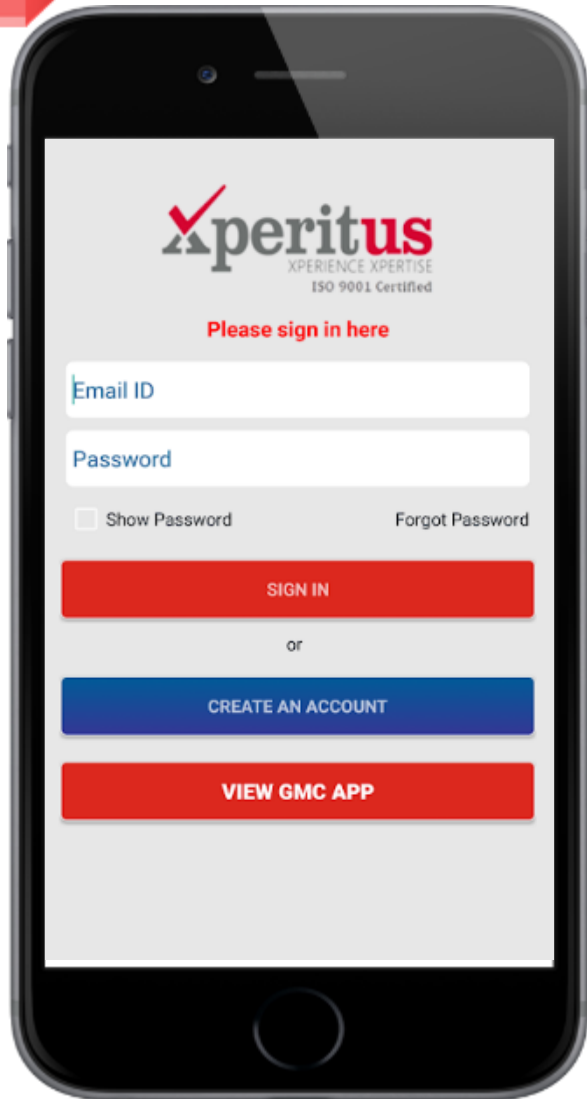 Xperitus
XPERIENCE XPERTISE
ISO 9001 Certified
Please sign in here
Email ID
Password
Show Password Forgot Password
SIGN IN
or
CREATE AN ACCOUNT
VIEW GMC APP